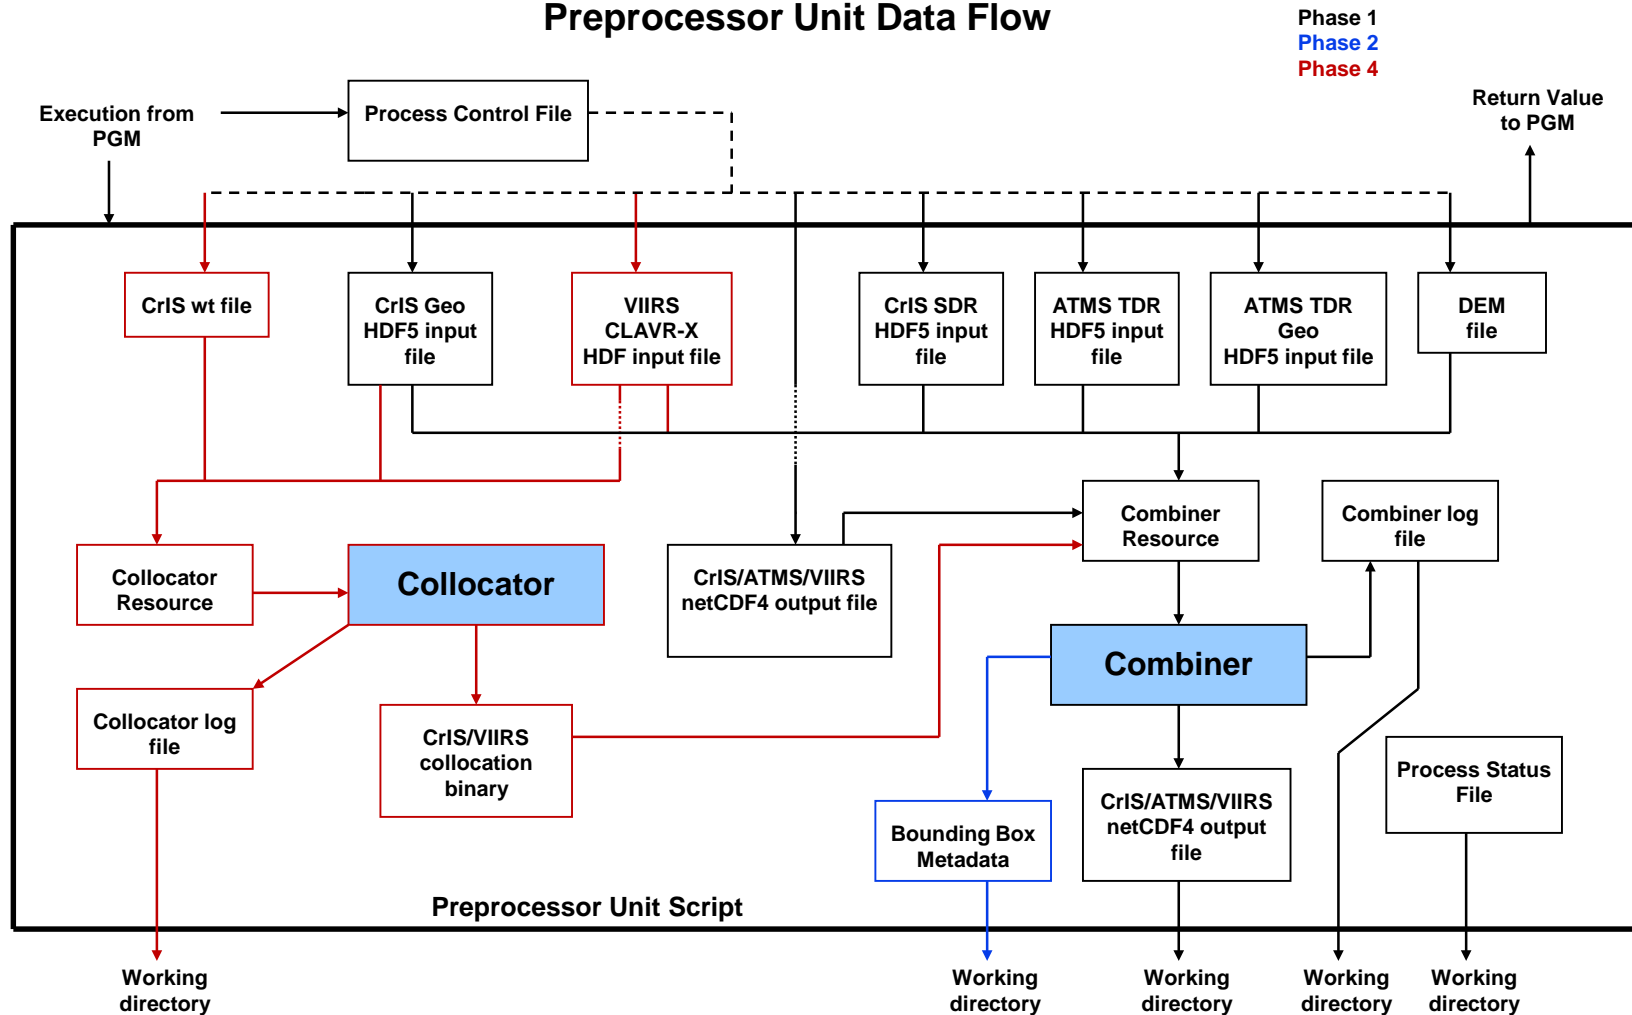 Preprocessor Unit Data Flow
Phase 1
Phase 2
Phase 4
Execution from
PGM
Process Control File
Return Value
to PGM
CrIS wt file
CrIS Geo
HDF5 input
file
VIIRS
CLAVR-X
HDF input file
CrIS SDR
HDF5 input
file
ATMS TDR
HDF5 input
file
ATMS TDR
Geo
HDF5 input file
DEM
file
Combiner
Resource
Combiner log
file
Collocator
Resource
Collocator
CrIS/ATMS/VIIRS
netCDF4 output file
Combiner
Collocator log
file
CrIS/VIIRS
collocation
binary
Process Status
File
Bounding Box
Metadata
CrIS/ATMS/VIIRS
netCDF4 output
file
Preprocessor Unit Script
Working
directory
Working
directory
Working
directory
Working
directory
Working
directory